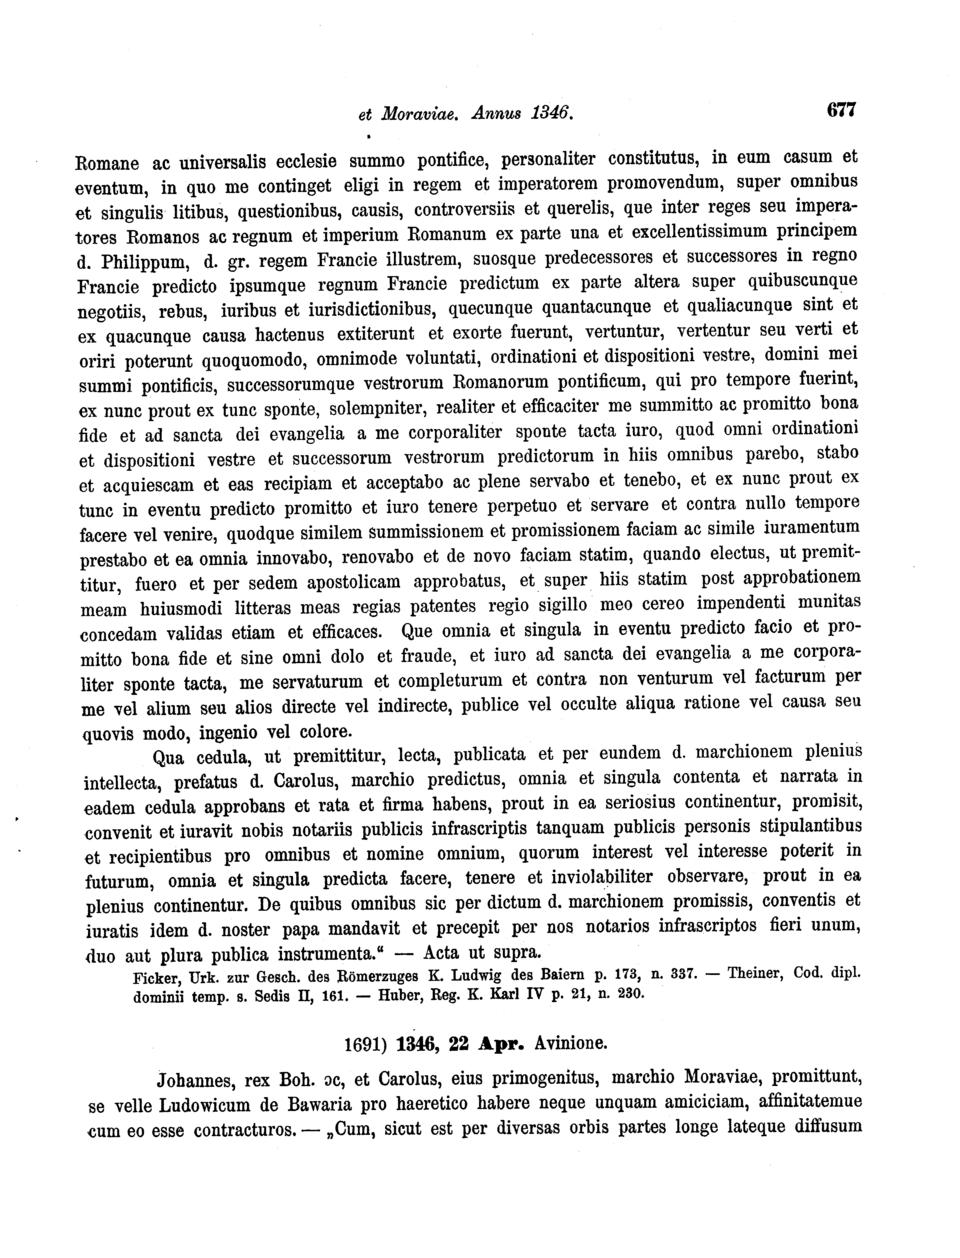 et Moraviae. Annus 1346. 677
Romane ac universalis ecclesie summo pontifice, personaliter constitutus, in eum casum et
eventum, in quo me continget eligi in regem et imperatorem promovendum, super omnibus
et singulis litibus, questionibus, causis, controversiis et querelis, que inter reges seu impera-
tores Romanos ac regnum et imperium Romanum ex parte una et excellentissimum principem
d. Philippum, d. gr. regem Francie illustrem, suosque predecessores et successores in regno
Francie predicto ipsumque regnum Francie predictum ex parte altera super quibuscunque
negotiis, rebus, iuribus et iurisdictionibus, quecunque quantacunque et qualiacunque sint et
ex quacunque causa hactenus extiterunt et exorte fuerunt, vertuntur, vertentur seu verti et
oriri poterunt quoquomodo, omnimode voluntati, ordinationi et dispositioni vestre, domini mei
summi pontificis, successorumque vestrorum Romanorum pontificum, qui pro tempore fuerint,
ex nunc prout ex tunc sponte, solempniter, realiter et efficaciter me summitto ac promitto bona
fide et ad sancta dei evangelia a me corporaliter sponte tacta iuro, quod omni ordinationi
et dispositioni vestre et successorum vestrorum predictorum in hiis omnibus parebo, stabo
et acquiescam et eas recipiam et acceptabo ac plene servabo et tenebo, et ex nunc prout ex
tunc in eventu predicto promitto et iuro tenere perpetuo et servare et contra nullo tempore
facere vel venire, quodque similem summissionem et promissionem faciam ac simile iuramentum
prestabo et ea omnia innovabo, renovabo et de novo faciam statim, quando electus, ut premit-
titur, fuero et per sedem apostolicam approbatus, et super hiis statim post approbationem
meam huiusmodi litteras meas regias patentes regio sigillo meo cereo impendenti munitas
concedam validas etiam et efficaces. Que omnia et singula in eventu predicto facio et pro-
mitto bona fide et sine omni dolo et fraude, et iuro ad sancta dei evangelia a me corpora-
liter sponte tacta, me servaturum et completurum et contra non venturum vel facturum per
me vel alium seu alios directe vel indirecte, publice vel occulte aliqua ratione vel causa seu
quovis modo, ingenio vel colore.
Qua cedula, ut premittitur, lecta, publicata et per eundem d. marchionem plenius
intellecta, prefatus d. Carolus, marchio predictus, omnia et singula contenta et narrata in
eadem cedula approbans et rata et firma habens, prout in ea seriosius continentur, promisit,
convenit et iuravit nobis notariis publicis infrascriptis tanquam publicis personis stipulantibus
et recipientibus pro omnibus et nomine omnium, quorum interest vel interesse poterit in
futurum, omnia et singula predicta facere, tenere et inviolabiliter observare, prout in ea
plenius continentur. De quibus omnibus sic per dictum d. marchionem promissis, conventis et
iuratis idem d. noster papa mandavit et precepit per nos notarios infrascriptos fieri unum,
duo aut plura publica instrumenta.“ — Acta ut supra.
Ficker, Urk. zur Gesch. des Römerzuges K. Ludwig des Baiern p. 173, n. 337. — Theiner, Cod. dipl.
dominii temp. s. Sedis II, 161. — Huber, Reg. K. Karl IV p. 21, n. 230.
1691) 1346, 22 Apr. Avinione.
Johannes, rex Boh. ɔc, et Carolus, eius primogenitus, marchio Moraviae, promittunt,
se velle Ludowicum de Bawaria pro haeretico habere neque unquam amiciciam, affinitatemue
cum eo esse contracturos. — „Cum, sicut est per diversas orbis partes longe lateque diffusum